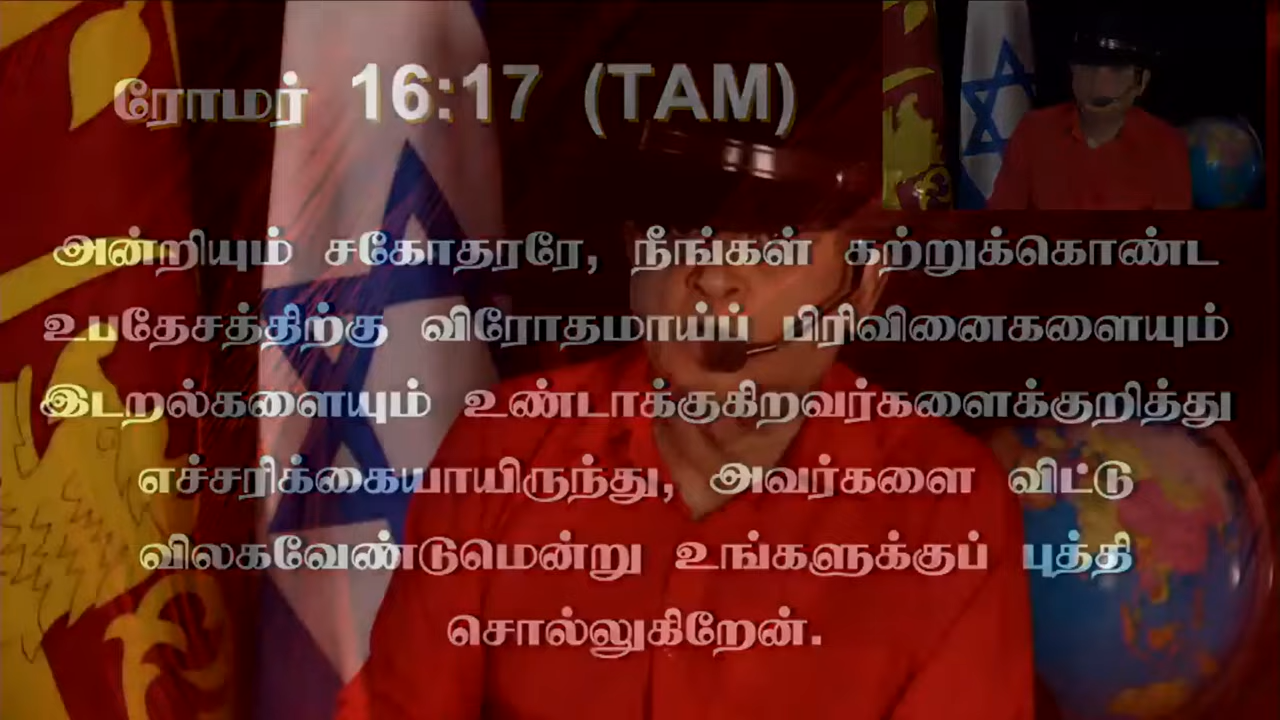 ரோமர் 16:17 (TAM)
அன்றியும் சகோதரரே, நீங்கள் கற்றுக்கொண்ட
உபதேசத்திற்கு விரோதமாய்ப் பிரிவினைகளையும்
இடறல்களையும் உண்டாக்குகிறவர்களைக்குறித்து
எச்சரிக்கையாயிருந்து, அவர்களை விட்டு
விலகவேண்டுமென்று உங்களுக்குப் புத்தி
சொல்லுகிறேன்.